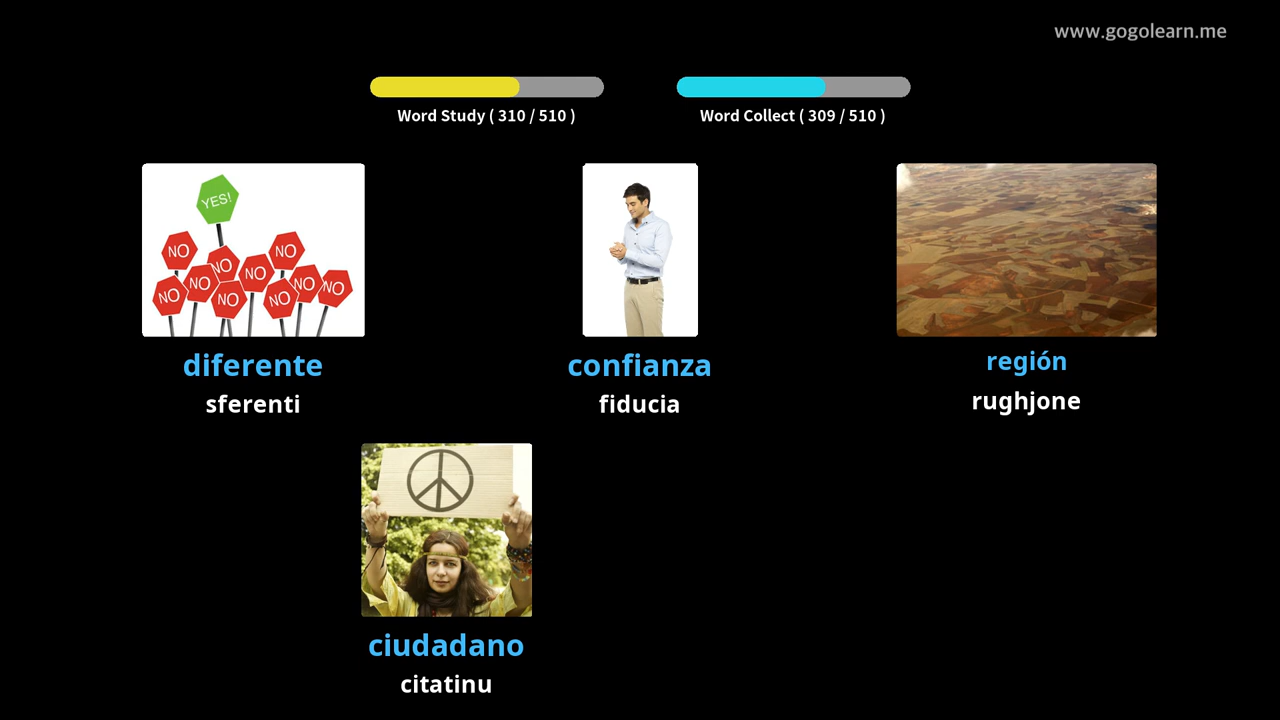 www.gogolearn.me
Word Study ( 310 / 510 )
Word Collect ( 309 / 510 )
YES!
NO
NO
NO
NO
NO
NO
NO
NO
NO
NO
diferente
sferenti
confianza
fiducia
región
rughjone
ciudadano
citatinu